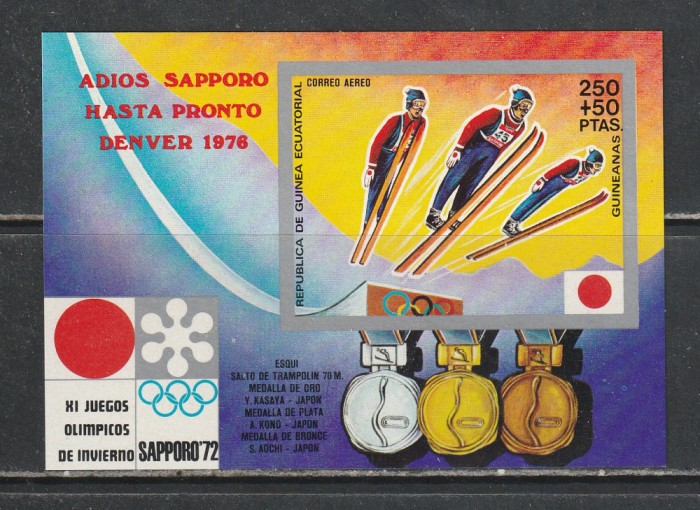 ADIOS SAPPORO
HASTA PRONTO
DENVER 1976
REPUBLICA DE GUINEA ECUATORIAL
CORREO AEREO
250
+50
PTAS.
GUINEANAS
45
XI JUEGOS
OLIMPICOS
DE INVIERNO
SAPPORO'72
ESQUI
SALTO DE TRAMPOLIN 70 M.
MEDALLA DE ORO
Y. KASAYA - JAPON
MEDALLA DE PLATA
A. KONO - JAPON
MEDALLA DE BRONCE
S. AOCHI - JAPON